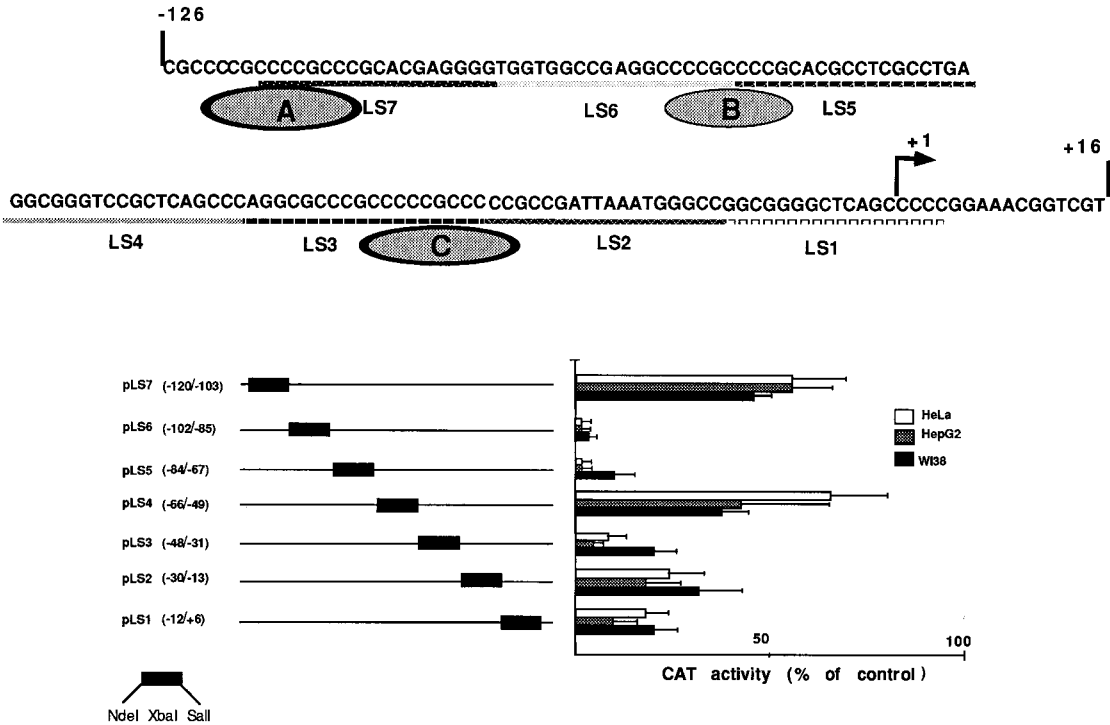 -126
CGCCCCGCCCCGCCCGCACGAGGGGTGGTGGCCGAGGCCCCGCCCCGCACGCCTCGCCTGA
A LS7 LS6 B LS5
+1 +16
GGCGGGTCCGCTCAGCCCAGGCGCCCGCCCCCGCCCCCGCCGATTAAATGGGCCGGCGGGGCTCAGCCCCCGGAAACGGTCGT
LS4 LS3 C LS2 LS1
pLS7 (-120/-103)
pLS6 (-102/-85)
pLS5 (-84/-67)
pLS4 (-66/-49)
pLS3 (-48/-31)
pLS2 (-30/-13)
pLS1 (-12/+6)
HeLa
HepG2
WI38
50 100
CAT activity (% of control)
NdeI XbaI SalI